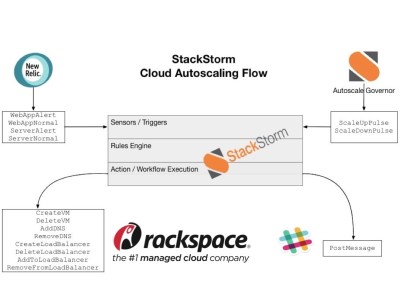 StackStorm
Cloud Autoscaling Flow
New
Relic.
Autoscale Governor
WebAppAlert
WebAppNormal
ServerAlert
ServerNormal
Sensors / Triggers
Rules Engine
Action / Workflow Execution
StackStorm
ScaleUpPulse
ScaleDownPulse
CreateVM
DeleteVM
AddDNS
RemoveDNS
CreateLoadBalancer
DeleteLoadBalancer
AddToLoadBalancer
RemoveFromLoadBalancer
rackspace
the #1 managed cloud company
PostMessage